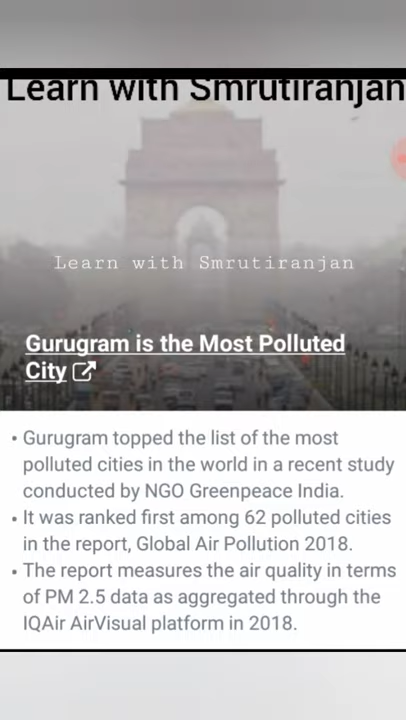 Learn with Smrutiranjan
Learn with Smrutiranjan
Gurugram is the Most Polluted
City
• Gurugram topped the list of the most
polluted cities in the world in a recent study
conducted by NGO Greenpeace India.
• It was ranked first among 62 polluted cities
in the report, Global Air Pollution 2018.
• The report measures the air quality in terms
of PM 2.5 data as aggregated through the
IQAir AirVisual platform in 2018.